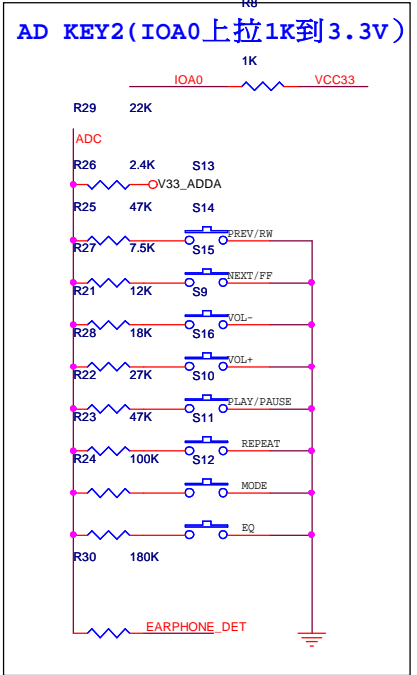 R8
AD KEY2(IOA0上拉1K到3.3V)
1K
IOA0 VCC33
R29 22K
ADC
R26 2.4K S13
V33_ADDA
R25 47K S14
PREV/RW
R27 7.5K S15
NEXT/FF
R21 12K S9
VOL-
R28 18K S16
VOL+
R22 27K S10
PLAY/PAUSE
R23 47K S11
REPEAT
R24 100K S12
MODE
EQ
R30 180K
EARPHONE_DET